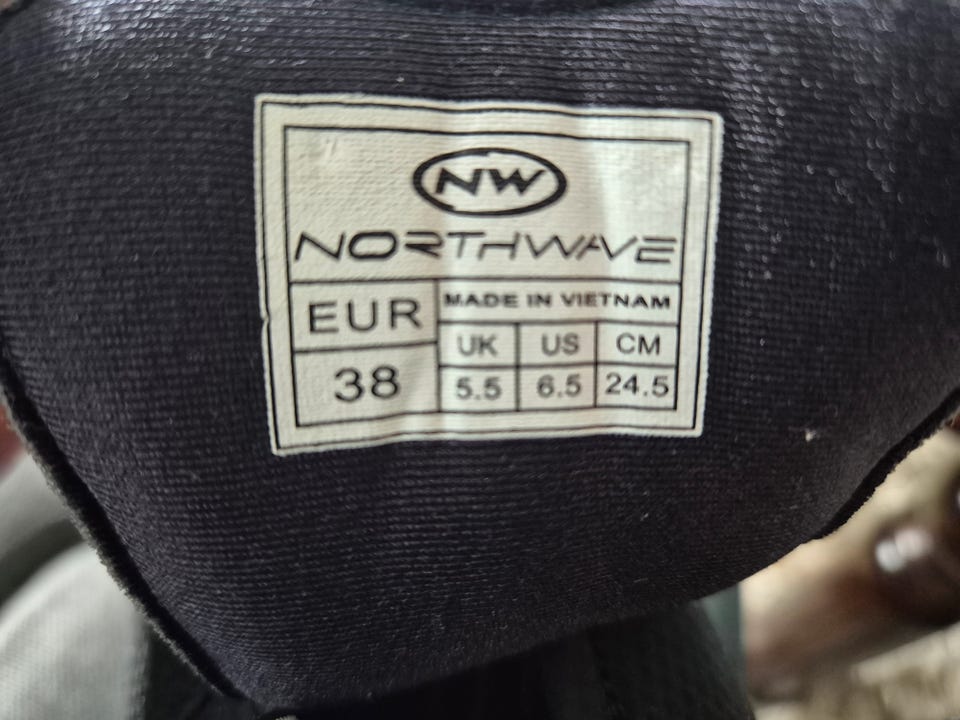 NW
NORTHWAVE
EUR MADE IN VIETNAM
UK US CM
38 5.5 6.5 24.5